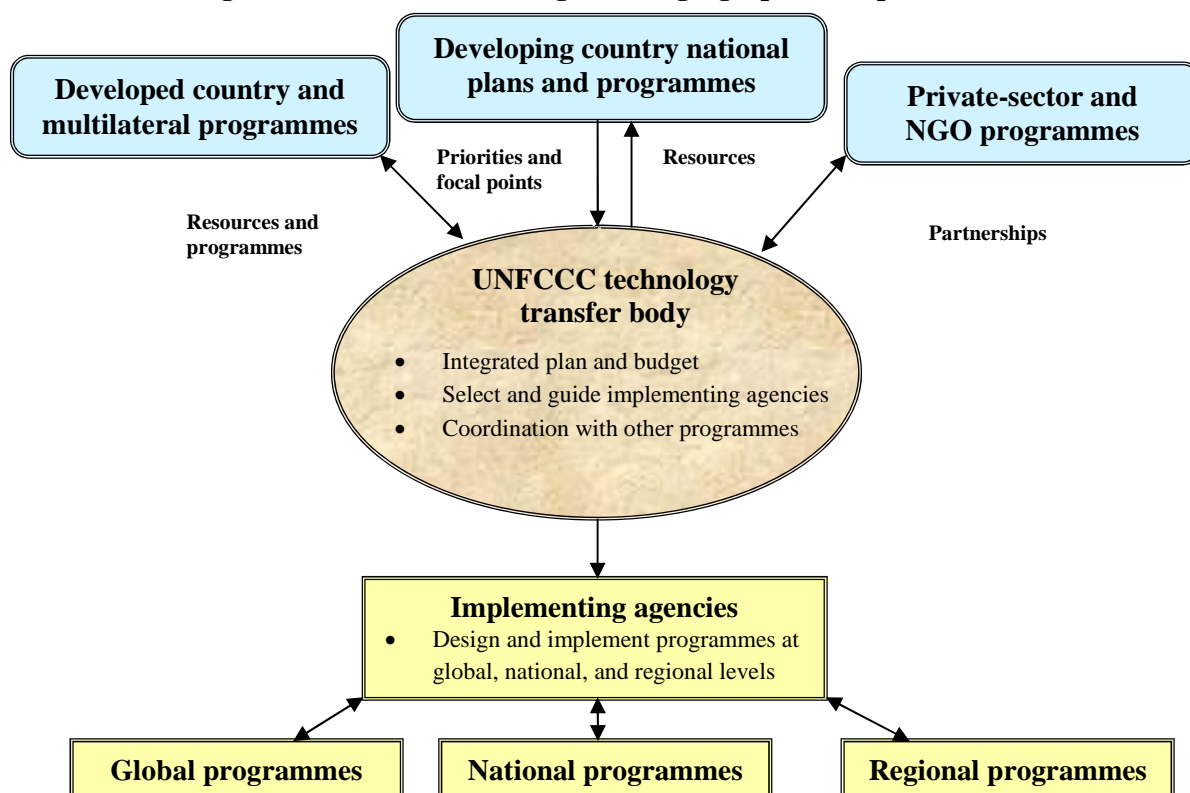 Developing country national
plans and programmes
Developed country and
multilateral programmes
Private-sector and
NGO programmes
Priorities and
focal points
Resources
Resources and
programmes
Partnerships
UNFCCC technology
transfer body
• Integrated plan and budget
• Select and guide implementing agencies
• Coordination with other programmes
Implementing agencies
• Design and implement programmes at
global, national, and regional levels
Global programmes
National programmes
Regional programmes